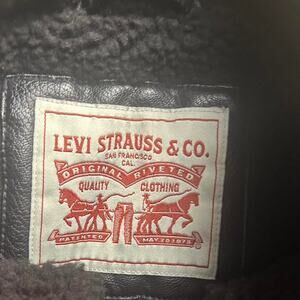 LEVI STRAUSS & CO.
SAN FRANCISCO
CAL.
ORIGINAL RIVETED
QUALITY CLOTHING
PATENTED MAY 20 1873